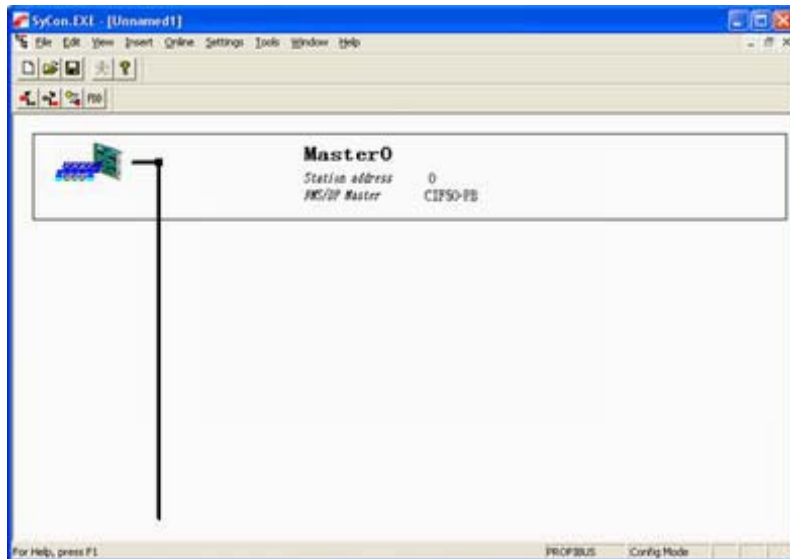 SyCon.EXE - [Unnamed1]
File Edit View Insert Online Settings Tools Window Help
FSD
Master0
Station address 0
FMS/DP Master CIF50-PB
For Help, press F1 PROFIBUS Config Mode